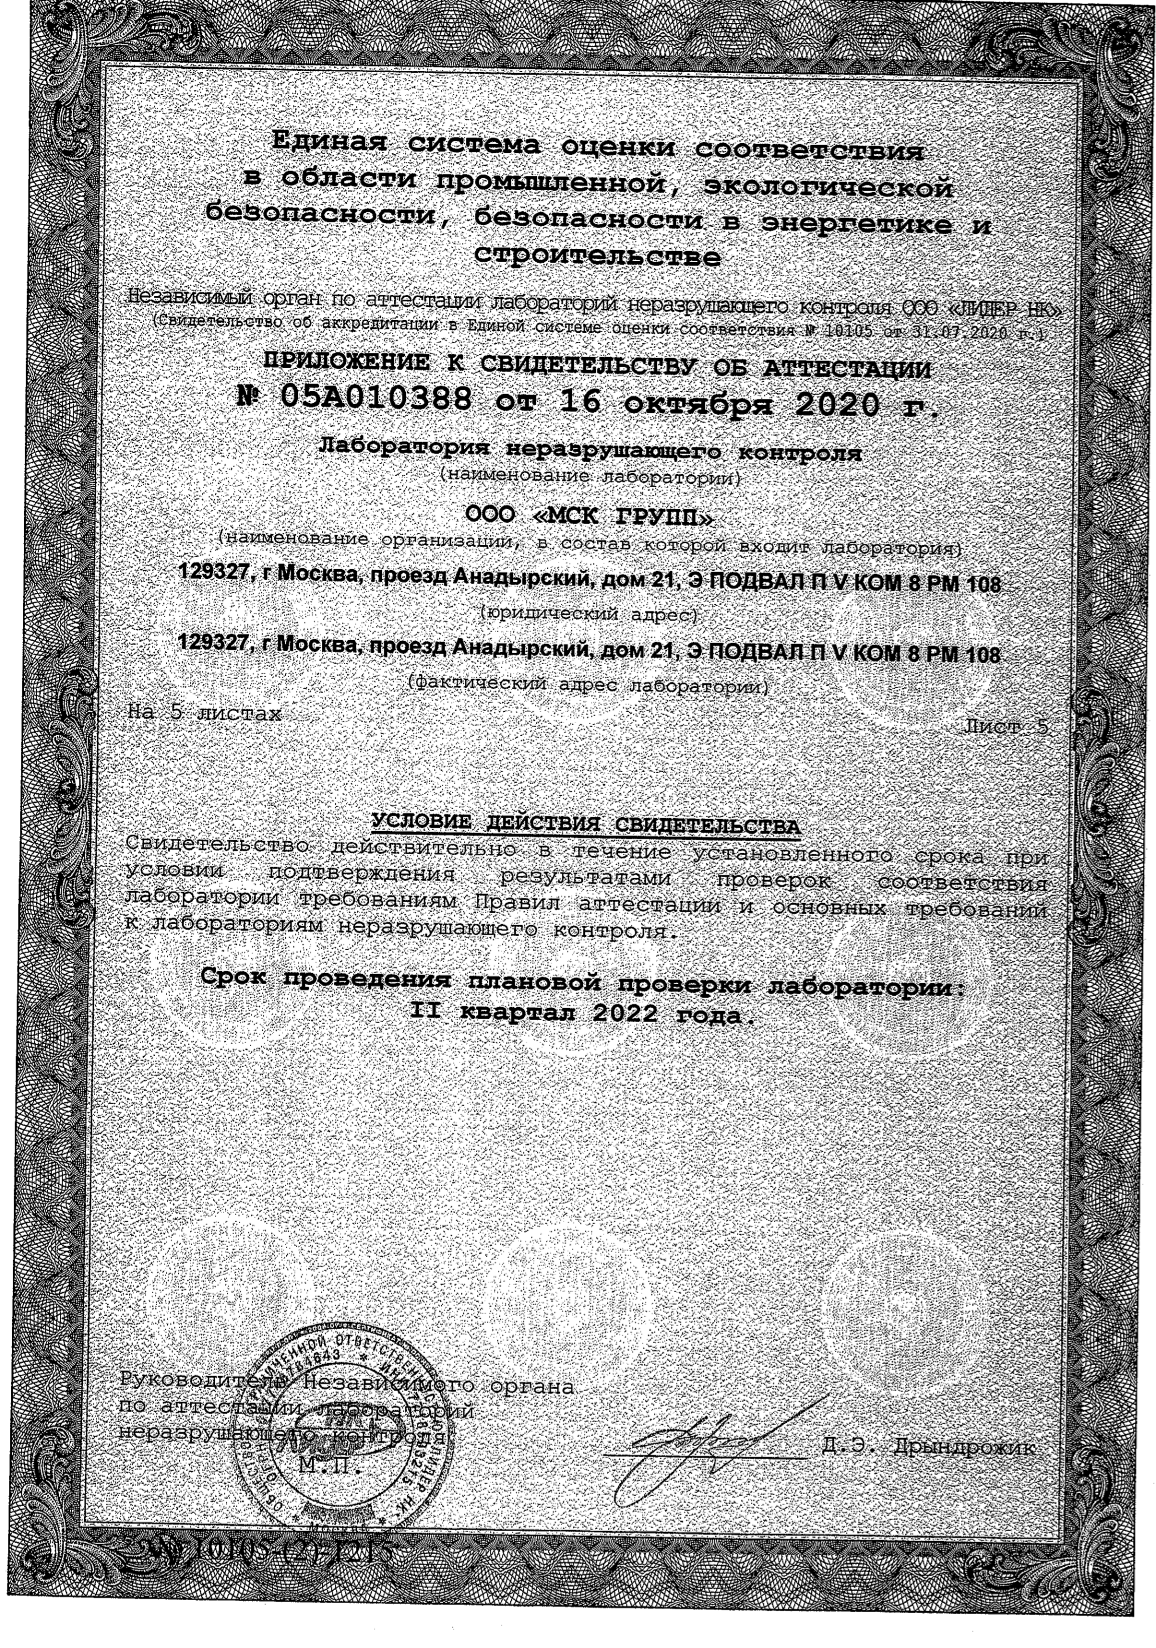 Единая система оценки соответствия
в области промышленной, экологической
безопасности, безопасности в энергетике и
строительстве
Независимый орган по аттестации лабораторий неразрушающего контроля ООО «ЛИДЕР НК»
(Свидетельство об аккредитации в Единой системе оценки соответствия № 10105 от 31.07.2020 г.)
ПРИЛОЖЕНИЕ К СВИДЕТЕЛЬСТВУ ОБ АТТЕСТАЦИИ
№ 05А010388 от 16 октября 2020 г.
Лаборатория неразрушающего контроля
(наименование лаборатории)
ООО «МСК ГРУПП»
(наименование организации, в состав которой входит лаборатория)
129327, г Москва, проезд Анадырский, дом 21, Э ПОДВАЛ П V КОМ 8 РМ 108
(юридический адрес)
129327, г Москва, проезд Анадырский, дом 21, Э ПОДВАЛ П V КОМ 8 РМ 108
(фактический адрес лаборатории)
На 5 листах
Лист 5
УСЛОВИЕ ДЕЙСТВИЯ СВИДЕТЕЛЬСТВА
Свидетельство действительно в течение установленного срока при
условии подтверждения результатами проверок соответствия
лаборатории требованиям Правил аттестации и основных требований
к лабораториям неразрушающего контроля.
Срок проведения плановой проверки лаборатории:
II квартал 2022 года.
Руководитель Независимого органа
по аттестации лабораторий
неразрушающего контроля
М.П.
Д.Э. Дрындрожик
№ 10105-(2)-1215